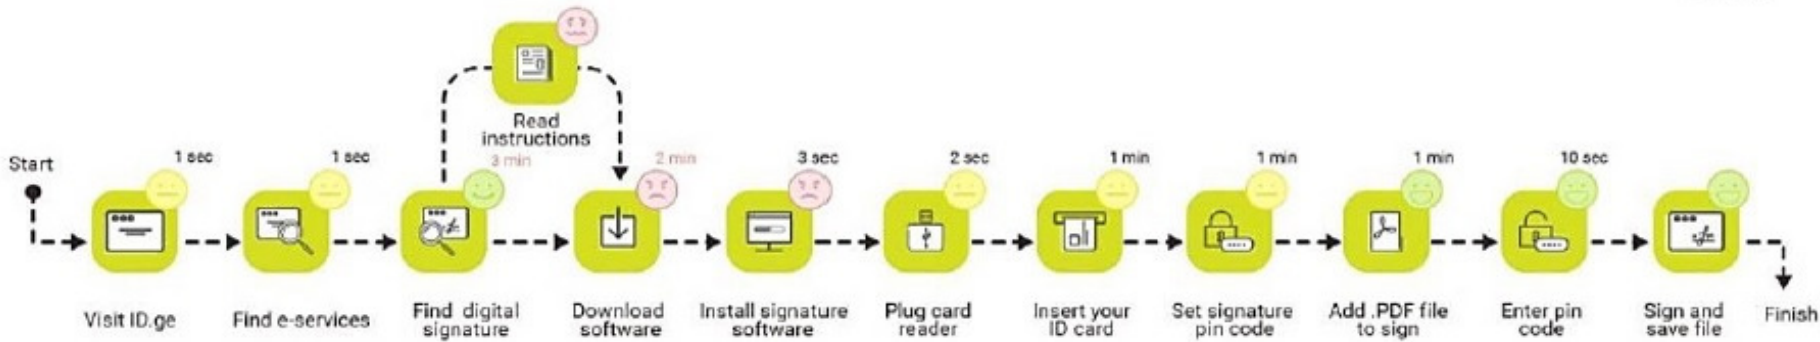 Read
instructions
3 min
Start
1 sec
1 sec
2 min
3 sec
2 sec
1 min
1 min
1 min
10 sec
Visit ID.ge
Find e-services
Find digital
signature
Download
software
Install signature
software
Plug card
reader
Insert your
ID card
Set signature
pin code
Add .PDF file
to sign
Enter pin
code
Sign and
save file
Finish